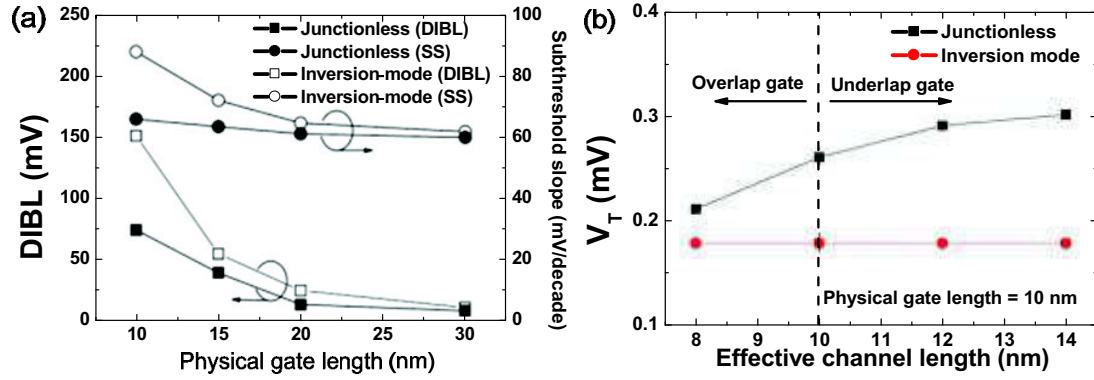 (a)
250
200
150
100
50
0
DIBL (mV)
10
15
20
25
30
Physical gate length (nm)
100
80
60
40
20
0
Subthreshold slope (mV/decade)
Junctionless (DIBL)
Junctionless (SS)
Inversion-mode (DIBL)
Inversion-mode (SS)
(b)
0.4
0.3
0.2
0.1
V_T (mV)
Junctionless
Inversion mode
Overlap gate
Underlap gate
Physical gate length = 10 nm
8
9
10
11
12
13
14
Effective channel length (nm)